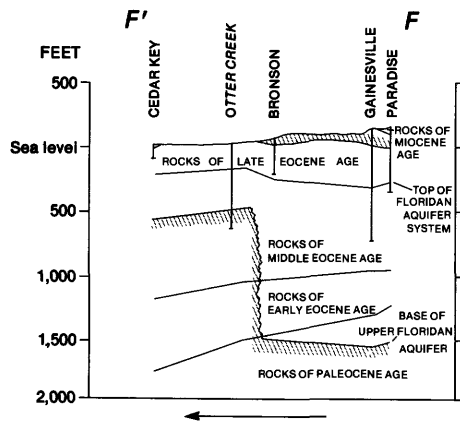 F'
F
FEET
CEDAR KEY
OTTER CREEK
BRONSON
GAINESVILLE
PARADISE
500
Sea level
500
1,000
1,500
2,000
ROCKS OF MIOCENE AGE
ROCKS OF LATE EOCENE AGE
TOP OF
FLORIDAN
AQUIFER
SYSTEM
ROCKS OF
MIDDLE EOCENE AGE
ROCKS OF
EARLY EOCENE AGE
BASE OF
UPPER FLORIDAN
AQUIFER
ROCKS OF PALEOCENE AGE